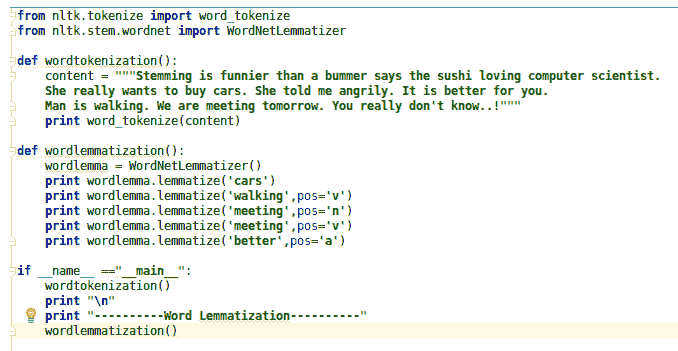 from nltk.tokenize import word_tokenize
from nltk.stem.wordnet import WordNetLemmatizer

def wordtokenization():
    content = """Stemming is funnier than a bummer says the sushi loving computer scientist.
    She really wants to buy cars. She told me angrily. It is better for you.
    Man is walking. We are meeting tomorrow. You really don't know..!"""
    print word_tokenize(content)

def wordlemmatization():
    wordlemma = WordNetLemmatizer()
    print wordlemma.lemmatize('cars')
    print wordlemma.lemmatize('walking',pos='v')
    print wordlemma.lemmatize('meeting',pos='n')
    print wordlemma.lemmatize('meeting',pos='v')
    print wordlemma.lemmatize('better',pos='a')

if __name__ =="__main__":
    wordtokenization()
    print "\n"
    print "----------Word Lemmatization----------"
    wordlemmatization()